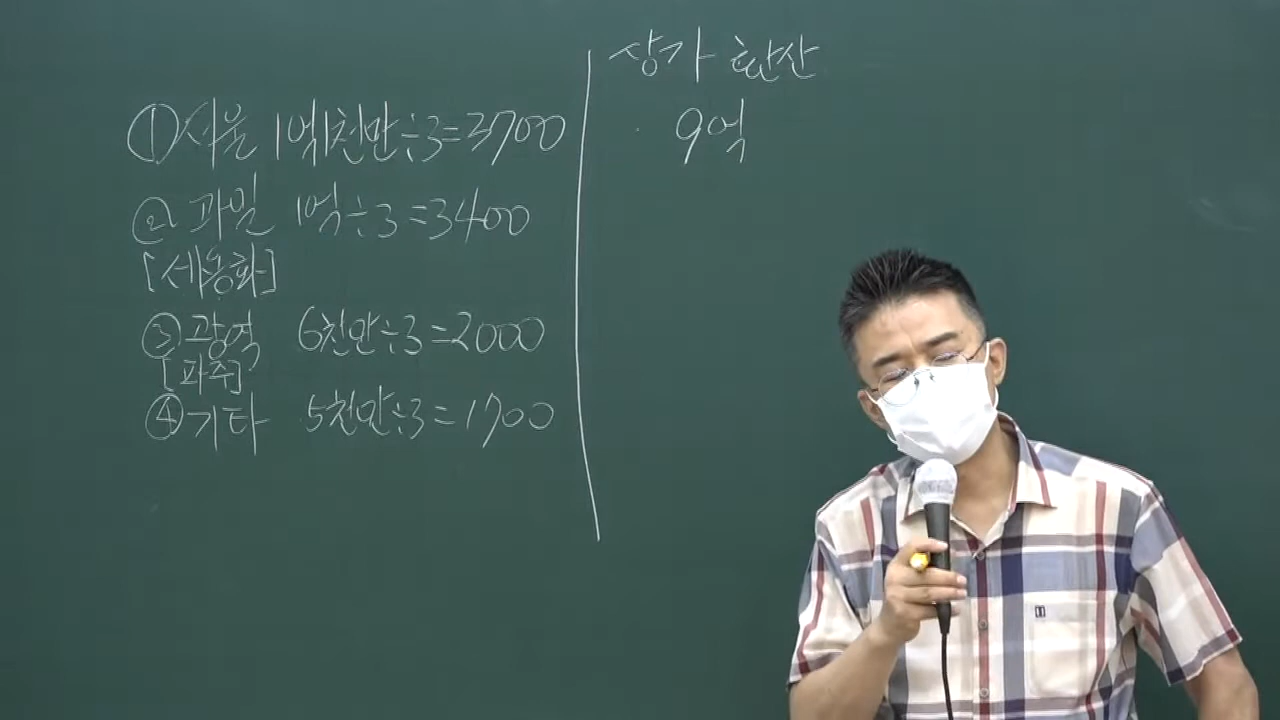 ① 서울 1억1천만÷3=3700
② 과밀 1억÷3=3400
[세용화]
③ 광역 6천만÷3=2000
[파주]
④ 기타 5천만÷3=1700
상가 환산
9억